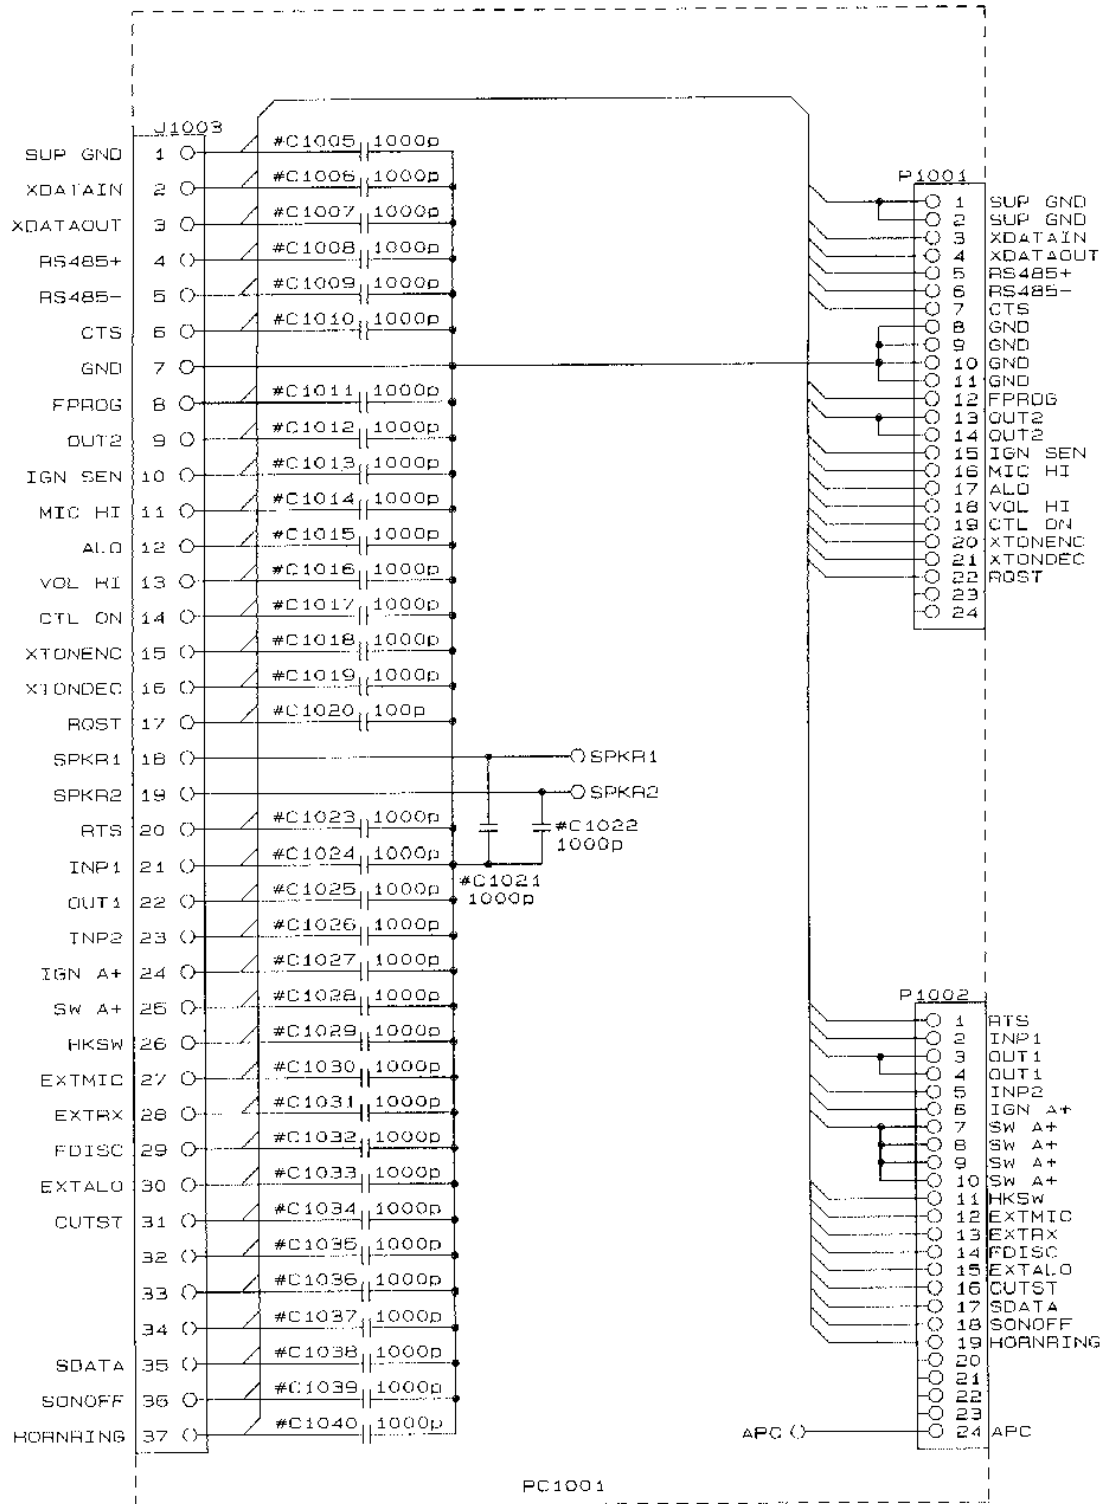 J1003
SUP GND 1 #C1005 1000p
XDATAIN 2 #C1006 1000p
XDATAOUT 3 #C1007 1000p
RS485+ 4 #C1008 1000p
RS485- 5 #C1009 1000p
CTS 6 #C1010 1000p
GND 7
FPROG 8 #C1011 1000p
OUT2 9 #C1012 1000p
IGN SEN 10 #C1013 1000p
MIC HI 11 #C1014 1000p
ALO 12 #C1015 1000p
VOL HI 13 #C1016 1000p
CTL ON 14 #C1017 1000p
XTONENC 15 #C1018 1000p
XTONDEC 16 #C1019 1000p
RQST 17 #C1020 100p
SPKR1 18 SPKR1
SPKR2 19 SPKR2
RTS 20 #C1023 1000p
#C1022
1000p
INP1 21 #C1024 1000p
#C1021
1000p
OUT1 22 #C1025 1000p
INP2 23 #C1026 1000p
IGN A+ 24 #C1027 1000p
SW A+ 25 #C1028 1000p
HKSW 26 #C1029 1000p
EXTMIC 27 #C1030 1000p
EXTRX 28 #C1031 1000p
FDISC 29 #C1032 1000p
EXTALO 30 #C1033 1000p
CUTST 31 #C1034 1000p
32 #C1035 1000p
33 #C1036 1000p
34 #C1037 1000p
SDATA 35 #C1038 1000p
SONOFF 36 #C1039 1000p
HORNRING 37 #C1040 1000p
P1001
1 SUP GND
2 SUP GND
3 XDATAIN
4 XDATAOUT
5 RS485+
6 RS485-
7 CTS
8 GND
9 GND
10 GND
11 GND
12 FPROG
13 OUT2
14 OUT2
15 IGN SEN
16 MIC HI
17 ALO
18 VOL HI
19 CTL ON
20 XTONENC
21 XTONDEC
22 RQST
23
24
P1002
1 RTS
2 INP1
3 OUT1
4 OUT1
5 INP2
6 IGN A+
7 SW A+
8 SW A+
9 SW A+
10 SW A+
11 HKSW
12 EXTMIC
13 EXTRX
14 FDISC
15 EXTALO
16 CUTST
17 SDATA
18 SONOFF
19 HORNRING
20
21
22
23
APC 24 APC
PC1001